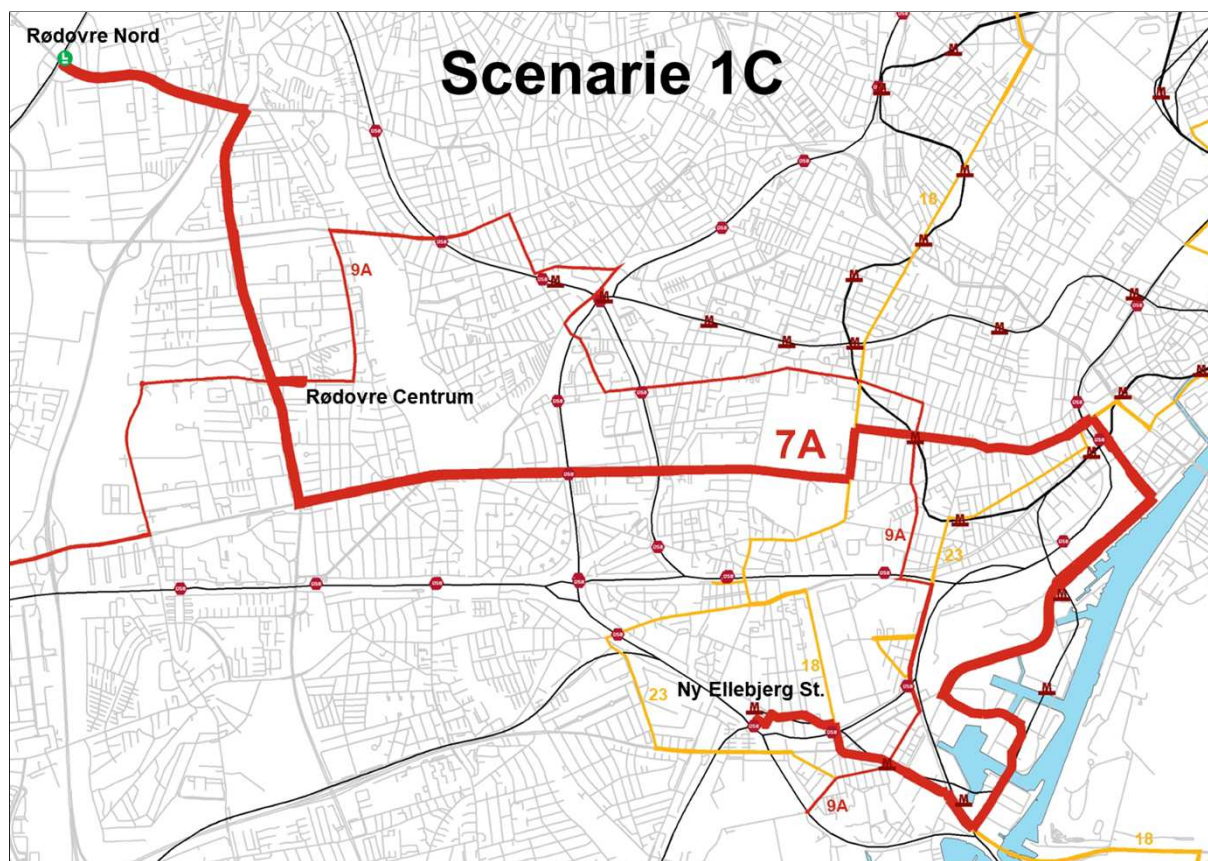 Rødovre Nord
Scenarie 1C
18
9A
Rødovre Centrum
7A
9A
23
18
23
Ny Ellebjerg St.
9A
18